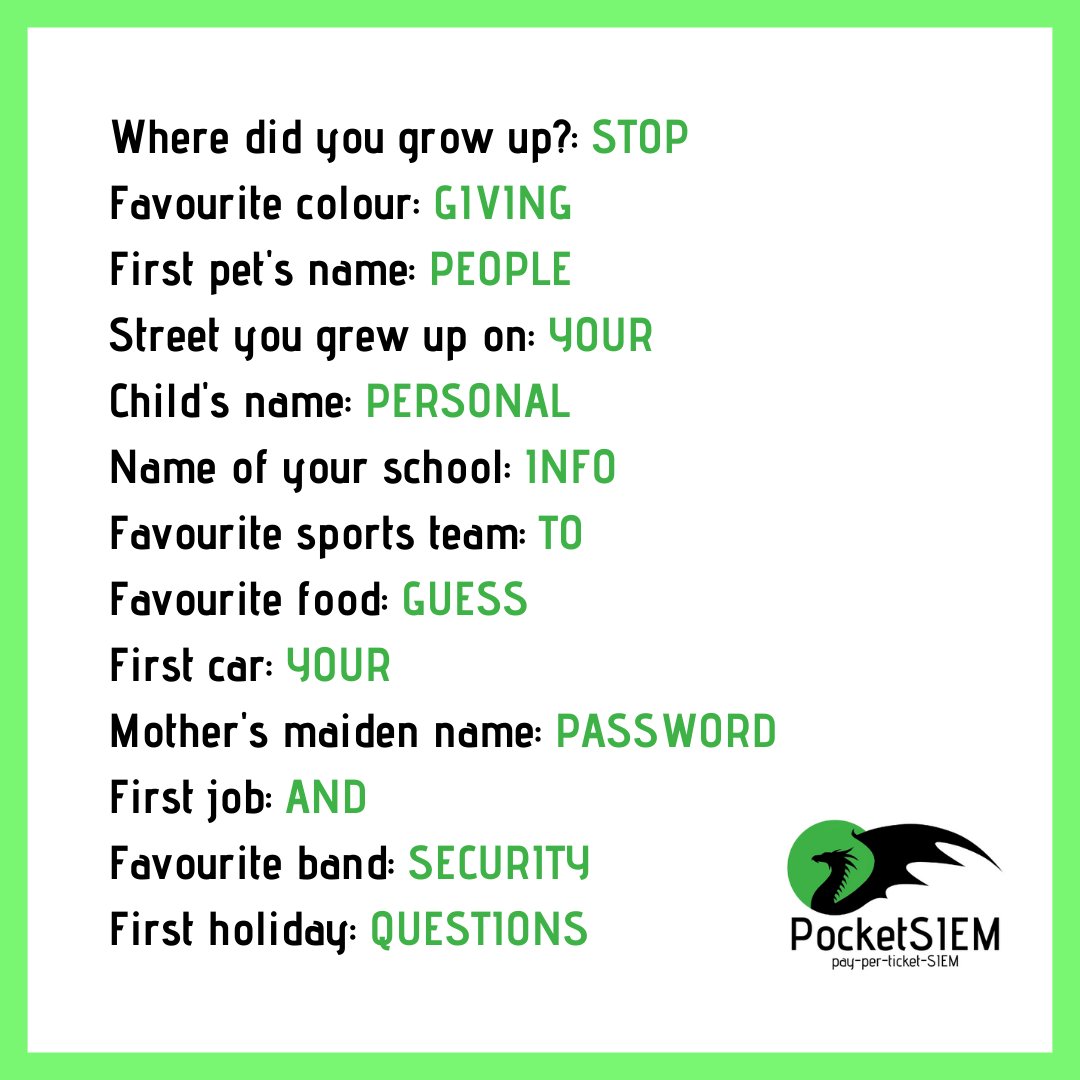 Where did you grow up?: STOP
Favourite colour: GIVING
First pet's name: PEOPLE
Street you grew up on: YOUR
Child's name: PERSONAL
Name of your school: INFO
Favourite sports team: TO
Favourite food: GUESS
First car: YOUR
Mother's maiden name: PASSWORD
First job: AND
Favourite band: SECURITY
First holiday: QUESTIONS
PocketSIEM
pay-per-ticket-SIEM